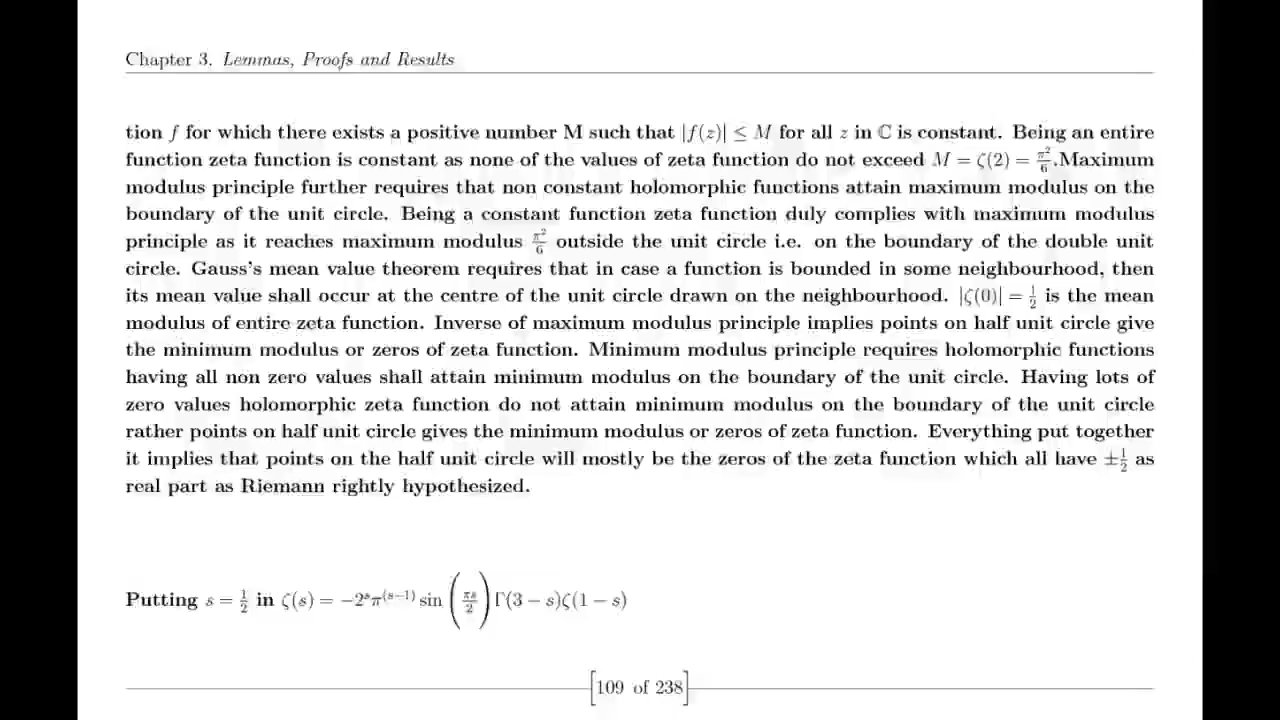 Chapter 3. Lemmas, Proofs and Results
tion f for which there exists a positive number M such that |f(z)| ≤ M for all z in ℂ is constant. Being an entire
function zeta function is constant as none of the values of zeta function do not exceed M = ζ(2) = π²/6.Maximum
modulus principle further requires that non constant holomorphic functions attain maximum modulus on the
boundary of the unit circle. Being a constant function zeta function duly complies with maximum modulus
principle as it reaches maximum modulus π²/6 outside the unit circle i.e. on the boundary of the double unit
circle. Gauss's mean value theorem requires that in case a function is bounded in some neighbourhood, then
its mean value shall occur at the centre of the unit circle drawn on the neighbourhood. |ζ(0)| = 1/2 is the mean
modulus of entire zeta function. Inverse of maximum modulus principle implies points on half unit circle give
the minimum modulus or zeros of zeta function. Minimum modulus principle requires holomorphic functions
having all non zero values shall attain minimum modulus on the boundary of the unit circle. Having lots of
zero values holomorphic zeta function do not attain minimum modulus on the boundary of the unit circle
rather points on half unit circle gives the minimum modulus or zeros of zeta function. Everything put together
it implies that points on the half unit circle will mostly be the zeros of the zeta function which all have ±1/2 as
real part as Riemann rightly hypothesized.
Putting s = 1/2 in ζ(s) = −2^s π^(s−1) sin(πs/2) Γ(3 − s)ζ(1 − s)
[109 of 238]